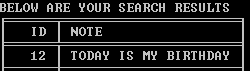 BELOW ARE YOUR SEARCH RESULTS
ID NOTE
12 TODAY IS MY BIRTHDAY